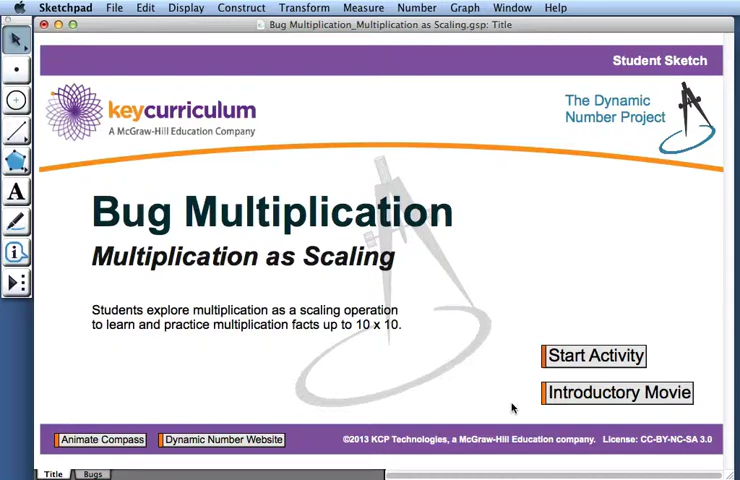 Sketchpad File Edit Display Construct Transform Measure Number Graph Window Help
Bug Multiplication_Multiplication as Scaling.gsp: Title
Student Sketch
keycurriculum
A McGraw-Hill Education Company
The Dynamic
Number Project
Bug Multiplication
Multiplication as Scaling
Students explore multiplication as a scaling operation
to learn and practice multiplication facts up to 10 x 10.
Start Activity
Introductory Movie
Animate Compass Dynamic Number Website ©2013 KCP Technologies, a McGraw-Hill Education company. License: CC-BY-NC-SA 3.0
Title Bugs
A
i